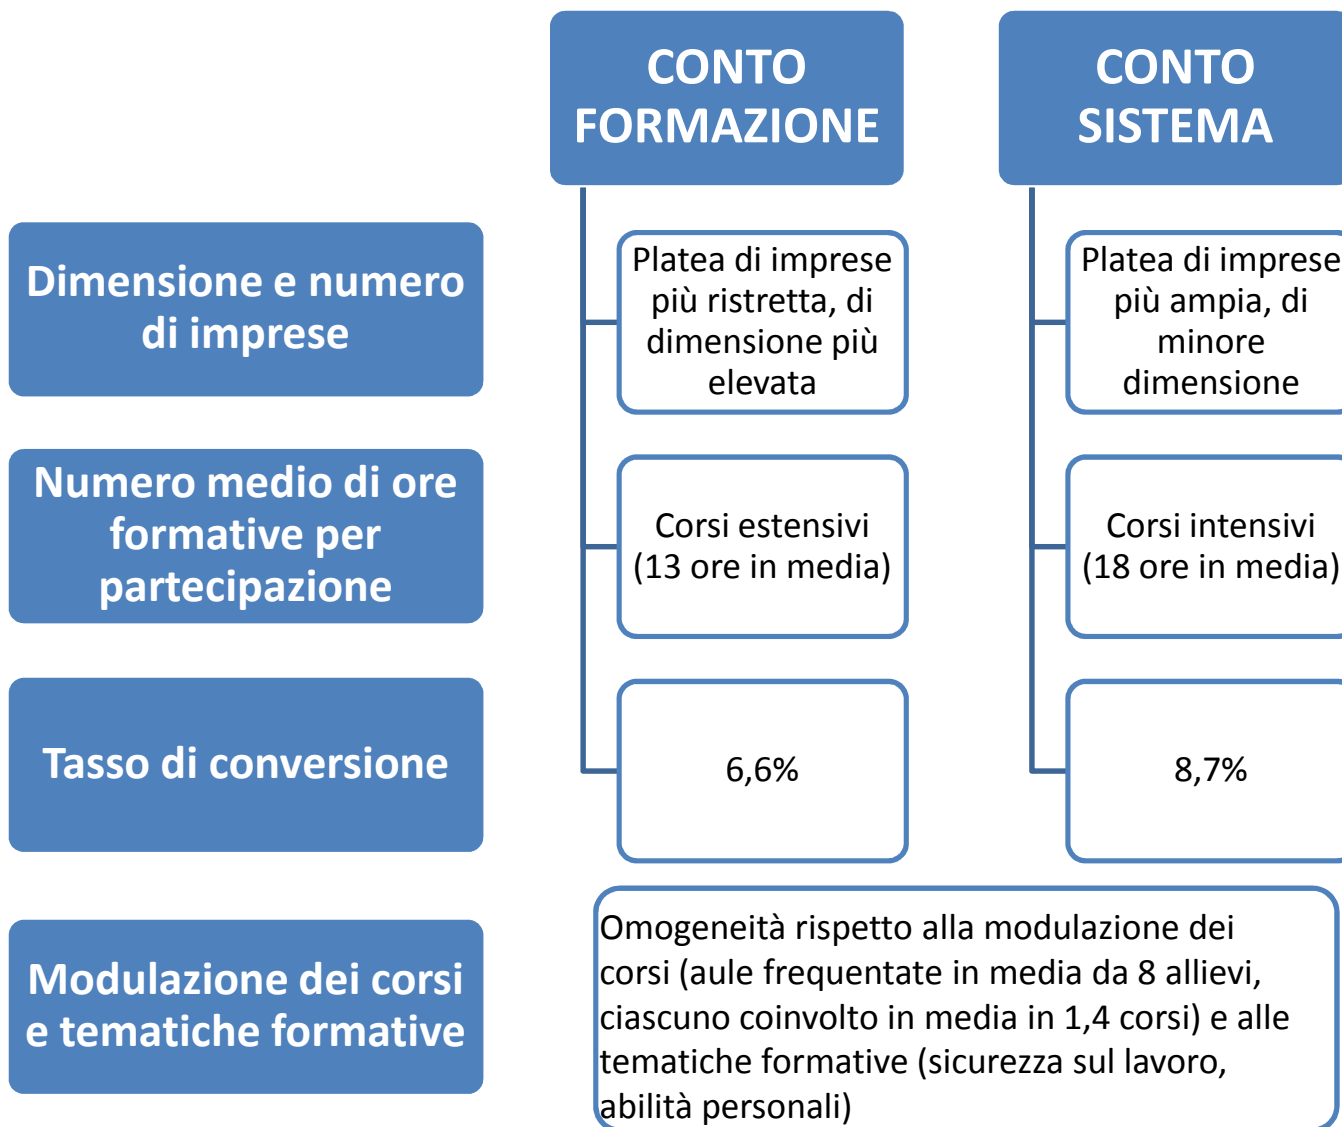 CONTO
FORMAZIONE
CONTO
SISTEMA
Dimensione e numero
di imprese
Platea di imprese
più ristretta, di
dimensione più
elevata
Platea di imprese
più ampia, di
minore
dimensione
Numero medio di ore
formative per
partecipazione
Corsi estensivi
(13 ore in media)
Corsi intensivi
(18 ore in media)
Tasso di conversione
6,6%
8,7%
Modulazione dei corsi
e tematiche formative
Omogeneità rispetto alla modulazione dei
corsi (aule frequentate in media da 8 allievi,
ciascuno coinvolto in media in 1,4 corsi) e alle
tematiche formative (sicurezza sul lavoro,
abilità personali)